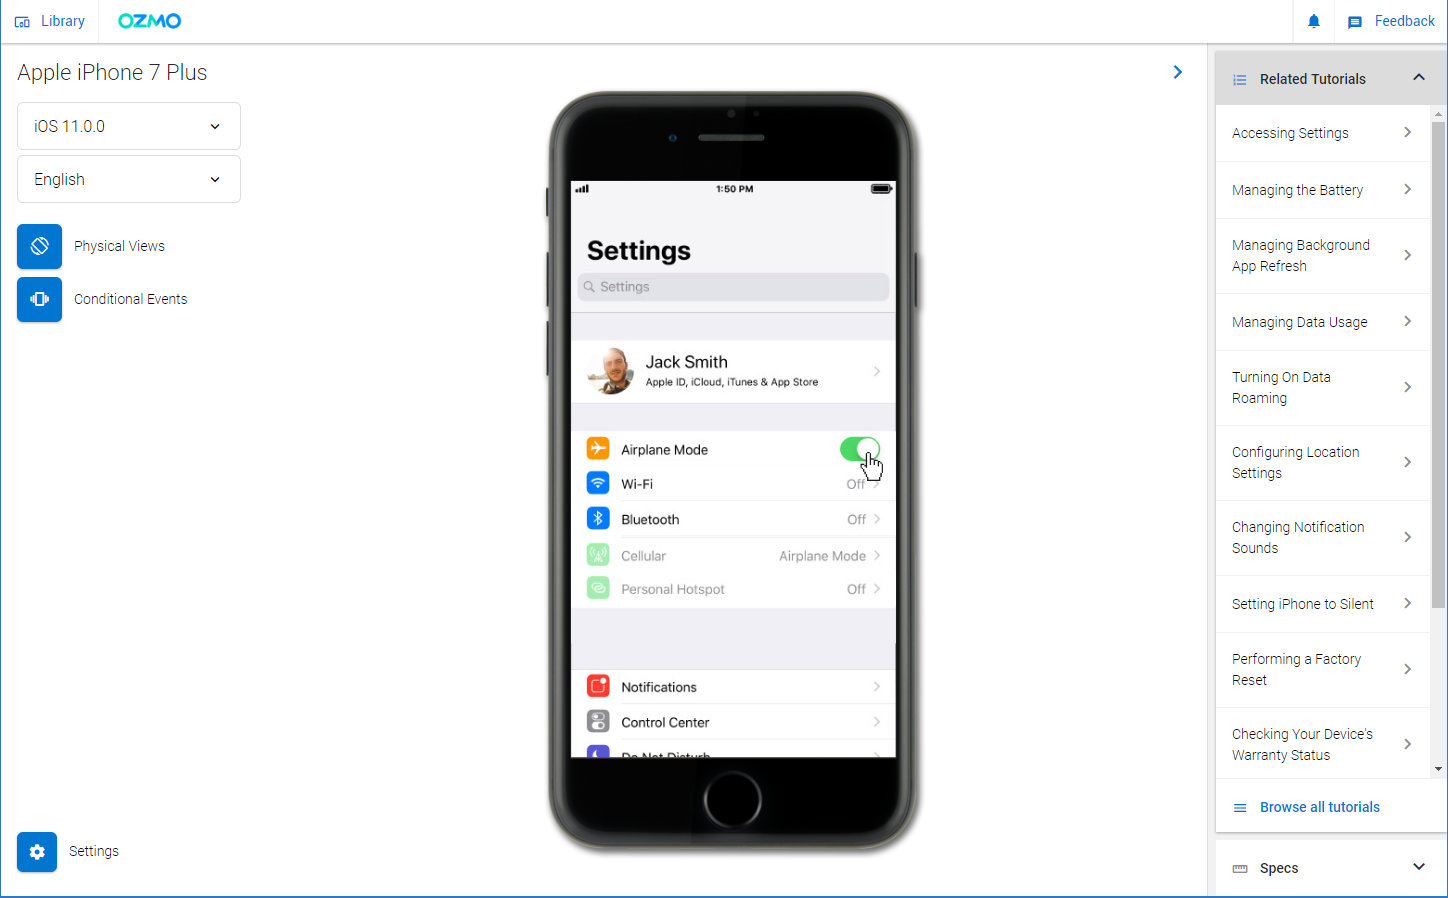 Library
OZMO
Feedback
Apple iPhone 7 Plus
iOS 11.0.0
English
Physical Views
Conditional Events
Settings
1:50 PM
Settings
Settings
Jack Smith
Apple ID, iCloud, iTunes & App Store
Airplane Mode
Wi-Fi Off
Bluetooth Off
Cellular Airplane Mode
Personal Hotspot Off
Notifications
Control Center
Do Not Disturb
Related Tutorials
Accessing Settings
Managing the Battery
Managing Background
App Refresh
Managing Data Usage
Turning On Data
Roaming
Configuring Location
Settings
Changing Notification
Sounds
Setting iPhone to Silent
Performing a Factory
Reset
Checking Your Device's
Warranty Status
Browse all tutorials
Specs